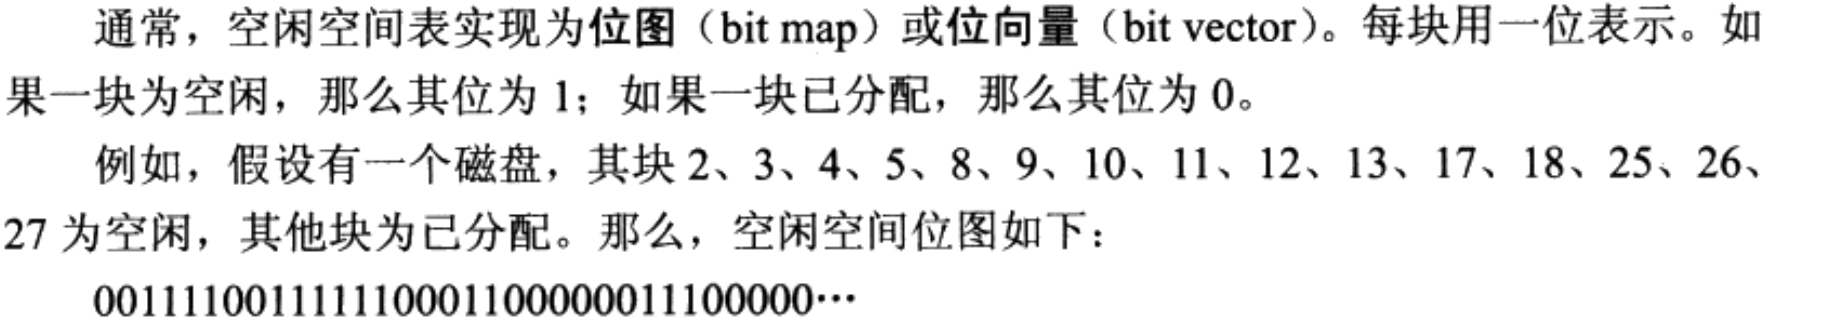 通常，空闲空间表实现为位图（bit map）或位向量（bit vector）。每块用一位表示。如
果一块为空闲，那么其位为 1；如果一块已分配，那么其位为 0。
例如，假设有一个磁盘，其块 2、3、4、5、8、9、10、11、12、13、17、18、25、26、
27 为空闲，其他块为已分配。那么，空闲空间位图如下：
001111001111110001100000011100000…